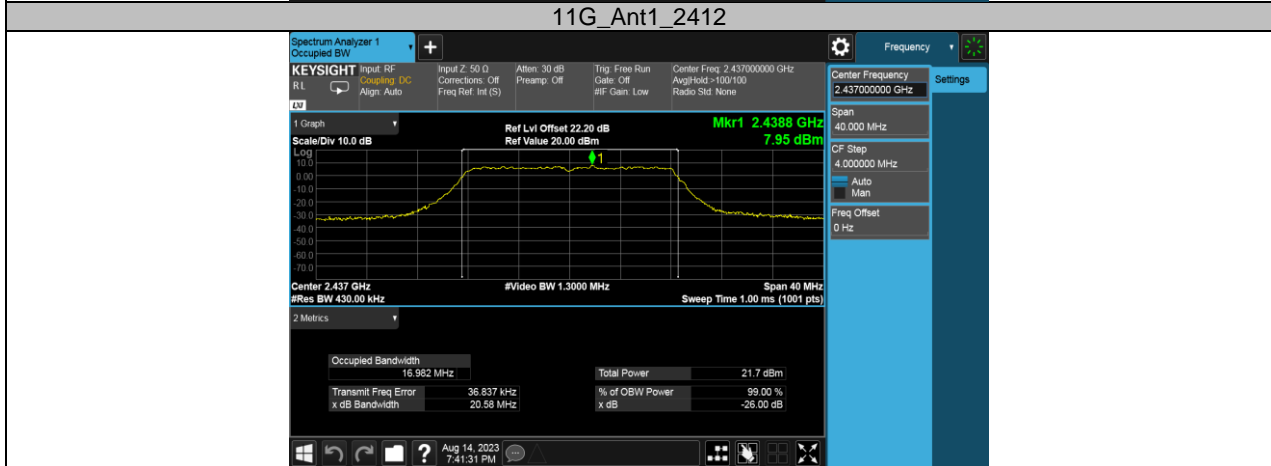 11G_Ant1_2412
Spectrum Analyzer 1
Occupied BW
+
Frequency
KEYSIGHT
RL
LXI
Input: RF
Coupling: DC
Align: Auto
Input Z: 50 Ω
Corrections: Off
Freq Ref: Int (S)
Atten: 30 dB
Preamp: Off
Trig: Free Run
Gate: Off
#IF Gain: Low
Center Freq: 2.437000000 GHz
Avg|Hold:>100/100
Radio Std: None
Center Frequency
2.437000000 GHz
Settings
Span
40.000 MHz
CF Step
4.000000 MHz
Auto
Man
Freq Offset
0 Hz
1 Graph
Scale/Div 10.0 dB
Ref Lvl Offset 22.20 dB
Ref Value 20.00 dBm
Mkr1 2.4388 GHz
7.95 dBm
Log
10.0
0.00
-10.0
-20.0
-30.0
-40.0
-50.0
-60.0
-70.0
1
Center 2.437 GHz
#Res BW 430.00 kHz
#Video BW 1.3000 MHz
Span 40 MHz
Sweep Time 1.00 ms (1001 pts)
2 Metrics
Occupied Bandwidth
16.982 MHz
Total Power 21.7 dBm
Transmit Freq Error 36.837 kHz
% of OBW Power 99.00 %
x dB Bandwidth 20.58 MHz
x dB -26.00 dB
?
Aug 14, 2023
7:41:31 PM